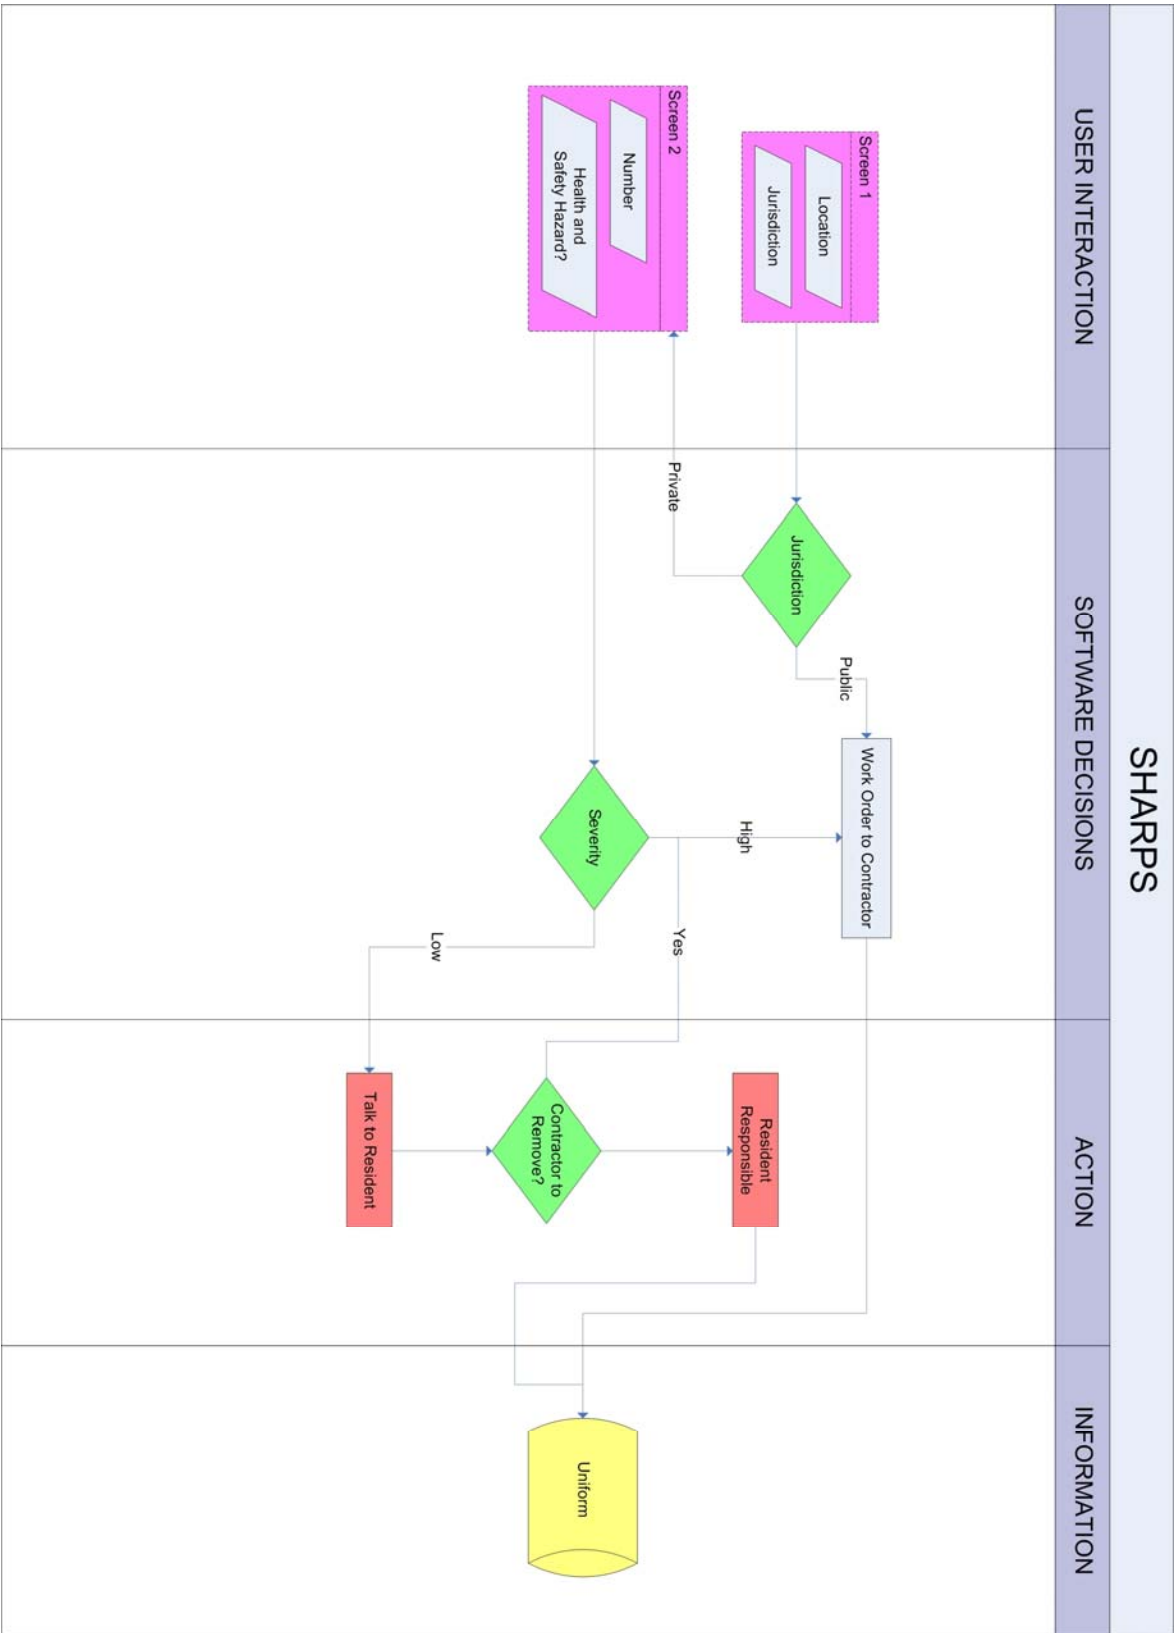 SHARPS
USER INTERACTION
SOFTWARE DECISIONS
ACTION
INFORMATION
Screen 1
Location
Jurisdiction
Jurisdiction
Public
Work Order to Contractor
Private
Screen 2
Number
Health and
Safety Hazard?
Severity
High
Yes
Low
Resident
Responsible
Contractor to
Remove?
Talk to Resident
Uniform